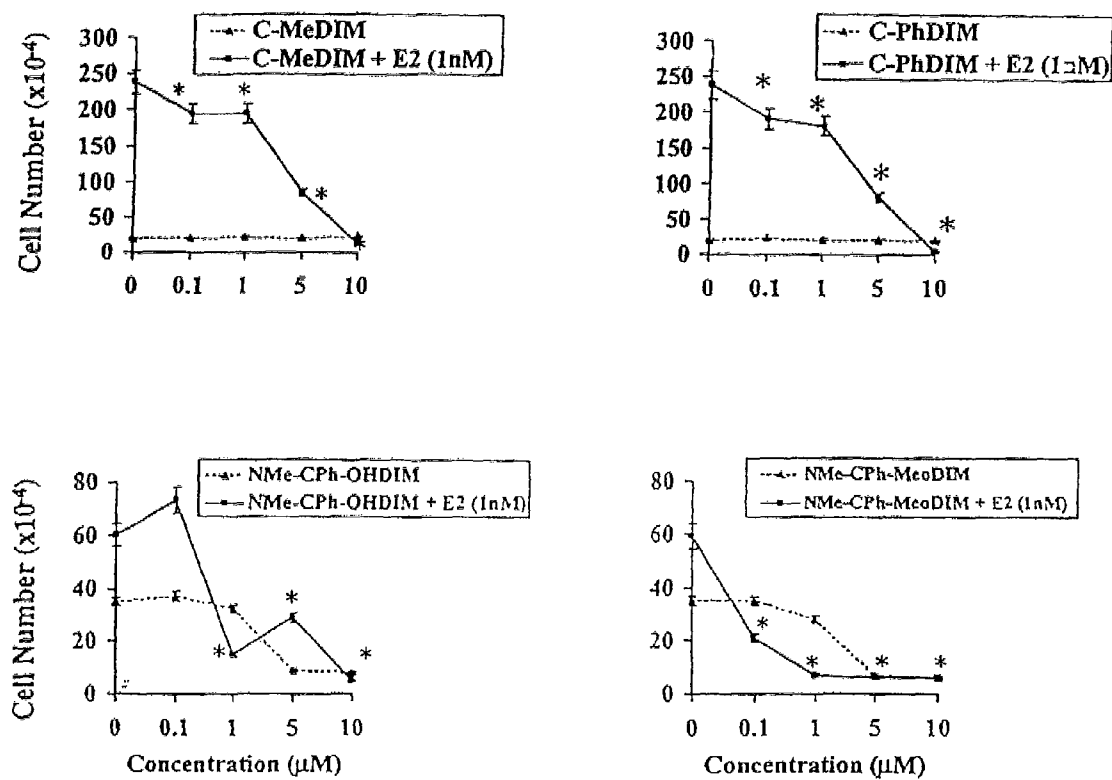 C-MeDIM
C-MeDIM + E2 (1nM)
Cell Number (x10-4)
300
250
200
150
100
50
0
*
*
*
*
0 0.1 1 5 10
C-PhDIM
C-PhDIM + E2 (1nM)
300
250
200
150
100
50
0
*
*
*
*
0 0.1 1 5 10
NMe-CPh-OHDIM
NMe-CPh-OHDIM + E2 (1nM)
Cell Number (x10-4)
80
60
40
20
0
*
*
*
0 0.1 1 5 10
Concentration (μM)
NMe-CPh-MeoDIM
NMe-CPh-MeoDIM + E2 (1nM)
80
60
40
20
0
*
*
*
*
0 0.1 1 5 10
Concentration (μM)